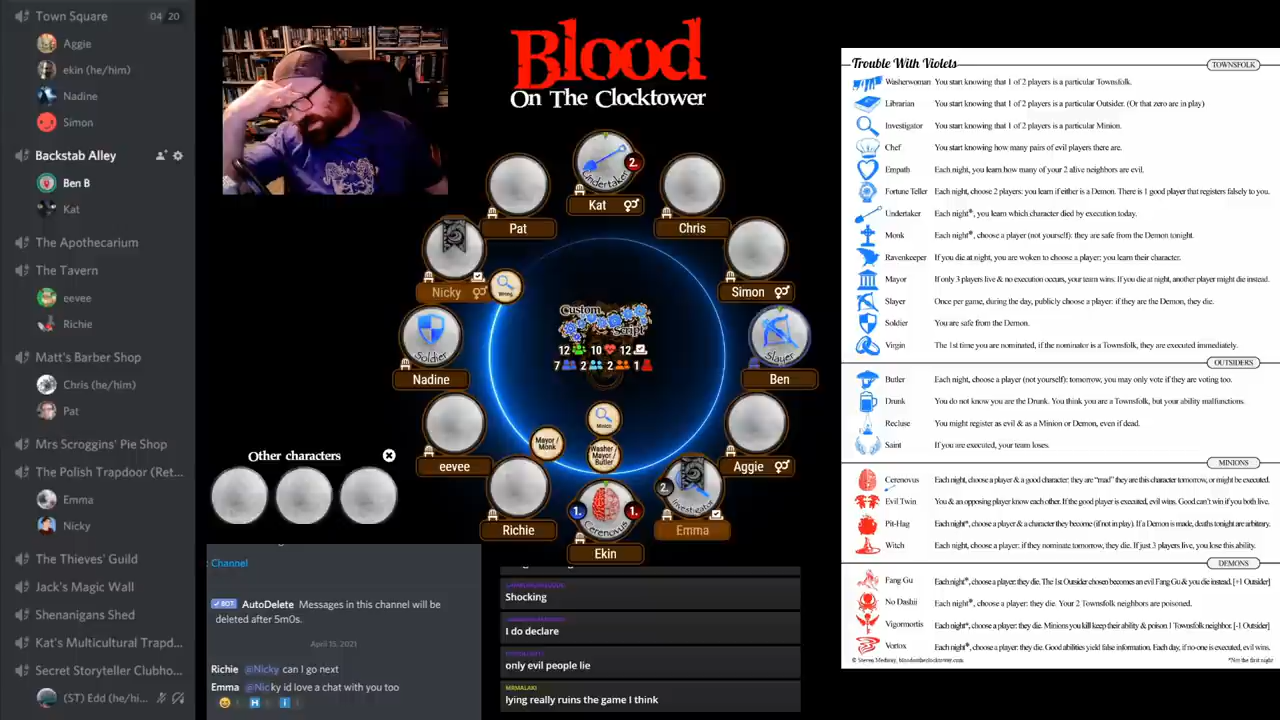 Town Square
04 20
Aggie
ekin (he/him)
Nadine
Simon
Backstab Alley
Ben B
Kat
The Apothecarium
The Tavern
eevee
Richie
Matt's Barber Shop
Chris (he/him)
Pat
Mrs Scroggins' Pie Shop
The Polish Trapdoor (Ret...
Emma
Nicky
The Thieves' Guild
Jack's Magic Hall
Shenaniganshed
Kat's Multicultural Trapo...
Secret Storyteller Clubho...
(ST) Ben (he/hi...
Blood
On The Clocktower
Undertaker
2.
Kat
Pat
Chris
Nicky
Wrong
Simon
Soldier
Nadine
Slayer
Ben
Custom
Script
12 10 12
7 2 2 1
Minion
Mayor /
Monk
Washer /
Mayor /
Butler
eevee
Aggie
Richie
1.
Cerenovus
1.
Ekin
2.
Investigator
Emma
Other characters
: Channel
BOT AutoDelete Messages in this channel will be
deleted after 5m0s.
April 15, 2021
Richie @Nicky can I go next
Emma @Nicky id love a chat with you too
Shocking
I do declare
only evil people lie
MRMALAKI
lying really ruins the game I think
Trouble With Violets
TOWNSFOLK
Washerwoman You start knowing that 1 of 2 players is a particular Townsfolk.
Librarian You start knowing that 1 of 2 players is a particular Outsider. (Or that zero are in play)
Investigator You start knowing that 1 of 2 players is a particular Minion.
Chef You start knowing how many pairs of evil players there are.
Empath Each night, you learn how many of your 2 alive neighbors are evil.
Fortune Teller Each night, choose 2 players: you learn if either is a Demon. There is 1 good player that registers falsely to you.
Undertaker Each night*, you learn which character died by execution today.
Monk Each night*, choose a player (not yourself): they are safe from the Demon tonight.
Ravenkeeper If you die at night, you are woken to choose a player: you learn their character.
Mayor If only 3 players live & no execution occurs, your team wins. If you die at night, another player might die instead.
Slayer Once per game, during the day, publicly choose a player: if they are the Demon, they die.
Soldier You are safe from the Demon.
Virgin The 1st time you are nominated, if the nominator is a Townsfolk, they are executed immediately.
OUTSIDERS
Butler Each night, choose a player (not yourself): tomorrow, you may only vote if they are voting too.
Drunk You do not know you are the Drunk. You think you are a Townsfolk, but your ability malfunctions.
Recluse You might register as evil & as a Minion or Demon, even if dead.
Saint If you are executed, your team loses.
MINIONS
Cerenovus Each night, choose a player & a good character: they are "mad" they are this character tomorrow, or might be executed.
Evil Twin You & an opposing player know each other. If the good player is executed, evil wins. Good can't win if you both live.
Pit-Hag Each night*, choose a player & a character they become (if not in play). If a Demon is made, deaths tonight are arbitrary.
Witch Each night, choose a player: if they nominate tomorrow, they die. If just 3 players live, you lose this ability.
DEMONS
Fang Gu Each night*, choose a player: they die. The 1st Outsider chosen becomes an evil Fang Gu & you die instead. [+1 Outsider]
No Dashii Each night*, choose a player: they die. Your 2 Townsfolk neighbors are poisoned.
Vigormortis Each night*, choose a player: they die. Minions you kill keep their ability & poison 1 Townsfolk neighbor. [-1 Outsider]
Vortox Each night*, choose a player: they die. Good abilities yield false information. Each day, if no-one is executed, evil wins.
© Steven Medway, bloodontheclocktower.com
*Not the first night